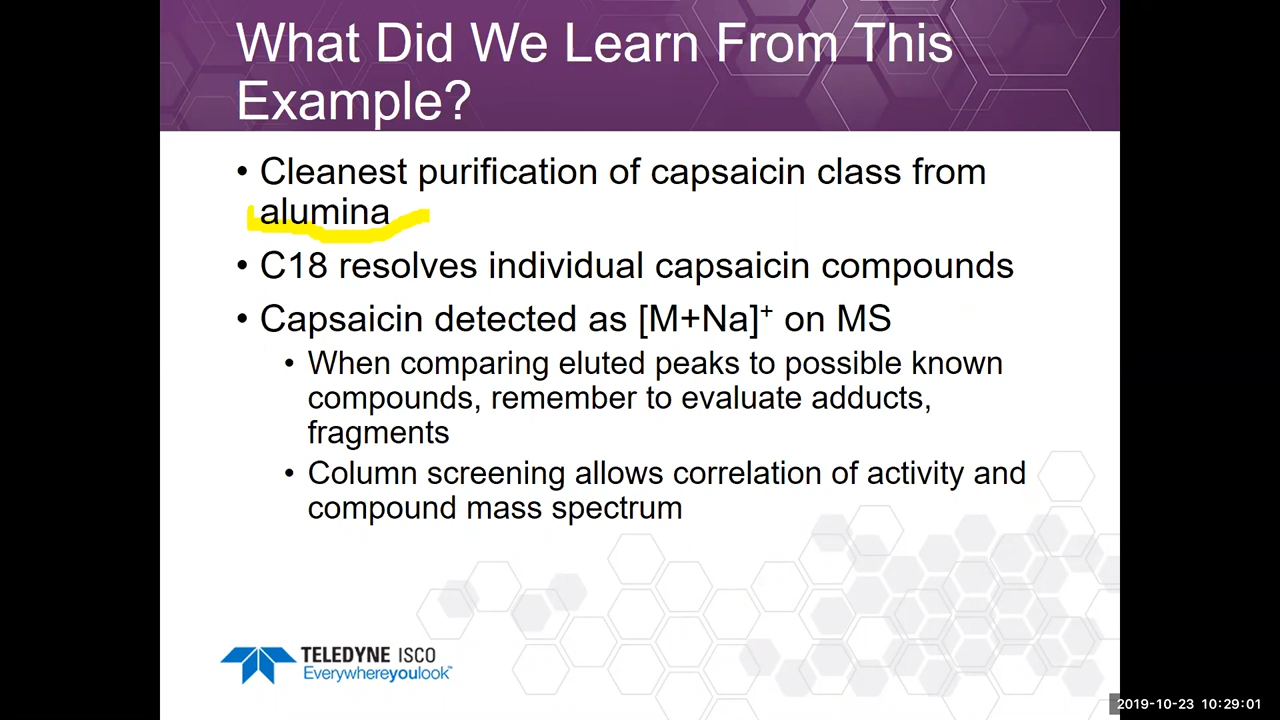 What Did We Learn From This
Example?
• Cleanest purification of capsaicin class from
alumina
• C18 resolves individual capsaicin compounds
• Capsaicin detected as [M+Na]⁺ on MS
• When comparing eluted peaks to possible known
compounds, remember to evaluate adducts,
fragments
• Column screening allows correlation of activity and
compound mass spectrum
TELEDYNE ISCO
Everywhereyoulook™
2019-10-23 10:29:01